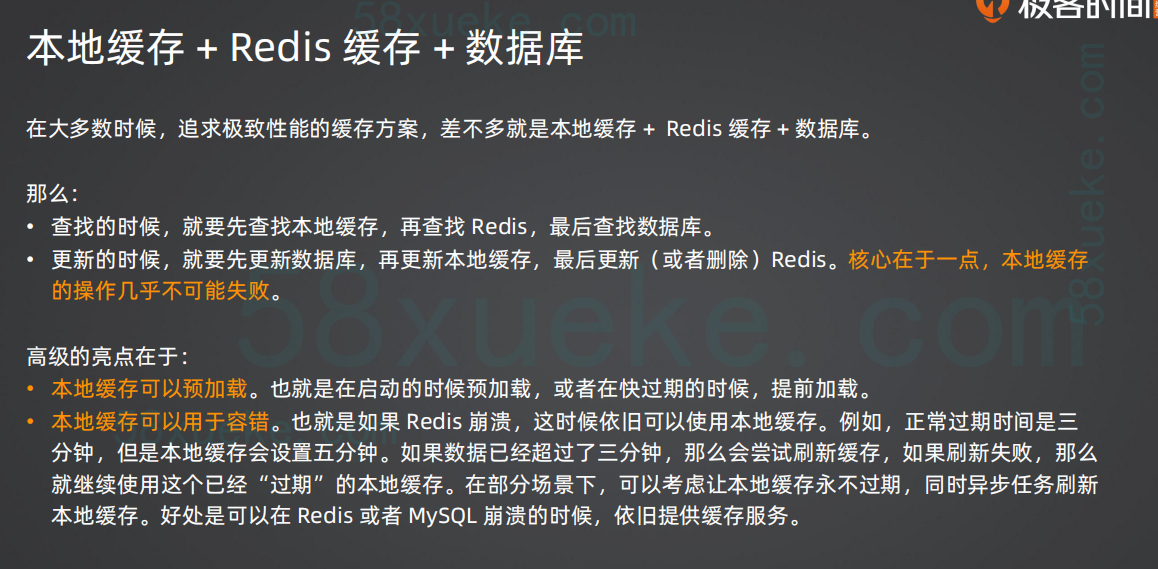 58xueke.com
极客时间
本地缓存 + Redis 缓存 + 数据库
在大多数时候，追求极致性能的缓存方案，差不多就是本地缓存 + Redis 缓存 + 数据库。
那么：
• 查找的时候，就要先查找本地缓存，再查找 Redis，最后查找数据库。
• 更新的时候，就要先更新数据库，再更新本地缓存，最后更新（或者删除）Redis。核心在于一点，本地缓存
的操作几乎不可能失败。
58xueke.com
58xueke.com
高级的亮点在于：
• 本地缓存可以预加载。也就是在启动的时候预加载，或者在快过期的时候，提前加载。
• 本地缓存可以用于容错。也就是如果 Redis 崩溃，这时候依旧可以使用本地缓存。例如，正常过期时间是三
分钟，但是本地缓存会设置五分钟。如果数据已经超过了三分钟，那么会尝试刷新缓存，如果刷新失败，那么
就继续使用这个已经“过期”的本地缓存。在部分场景下，可以考虑让本地缓存永不过期，同时异步任务刷新
本地缓存。好处是可以在 Redis 或者 MySQL 崩溃的时候，依旧提供缓存服务。
58xueke.com